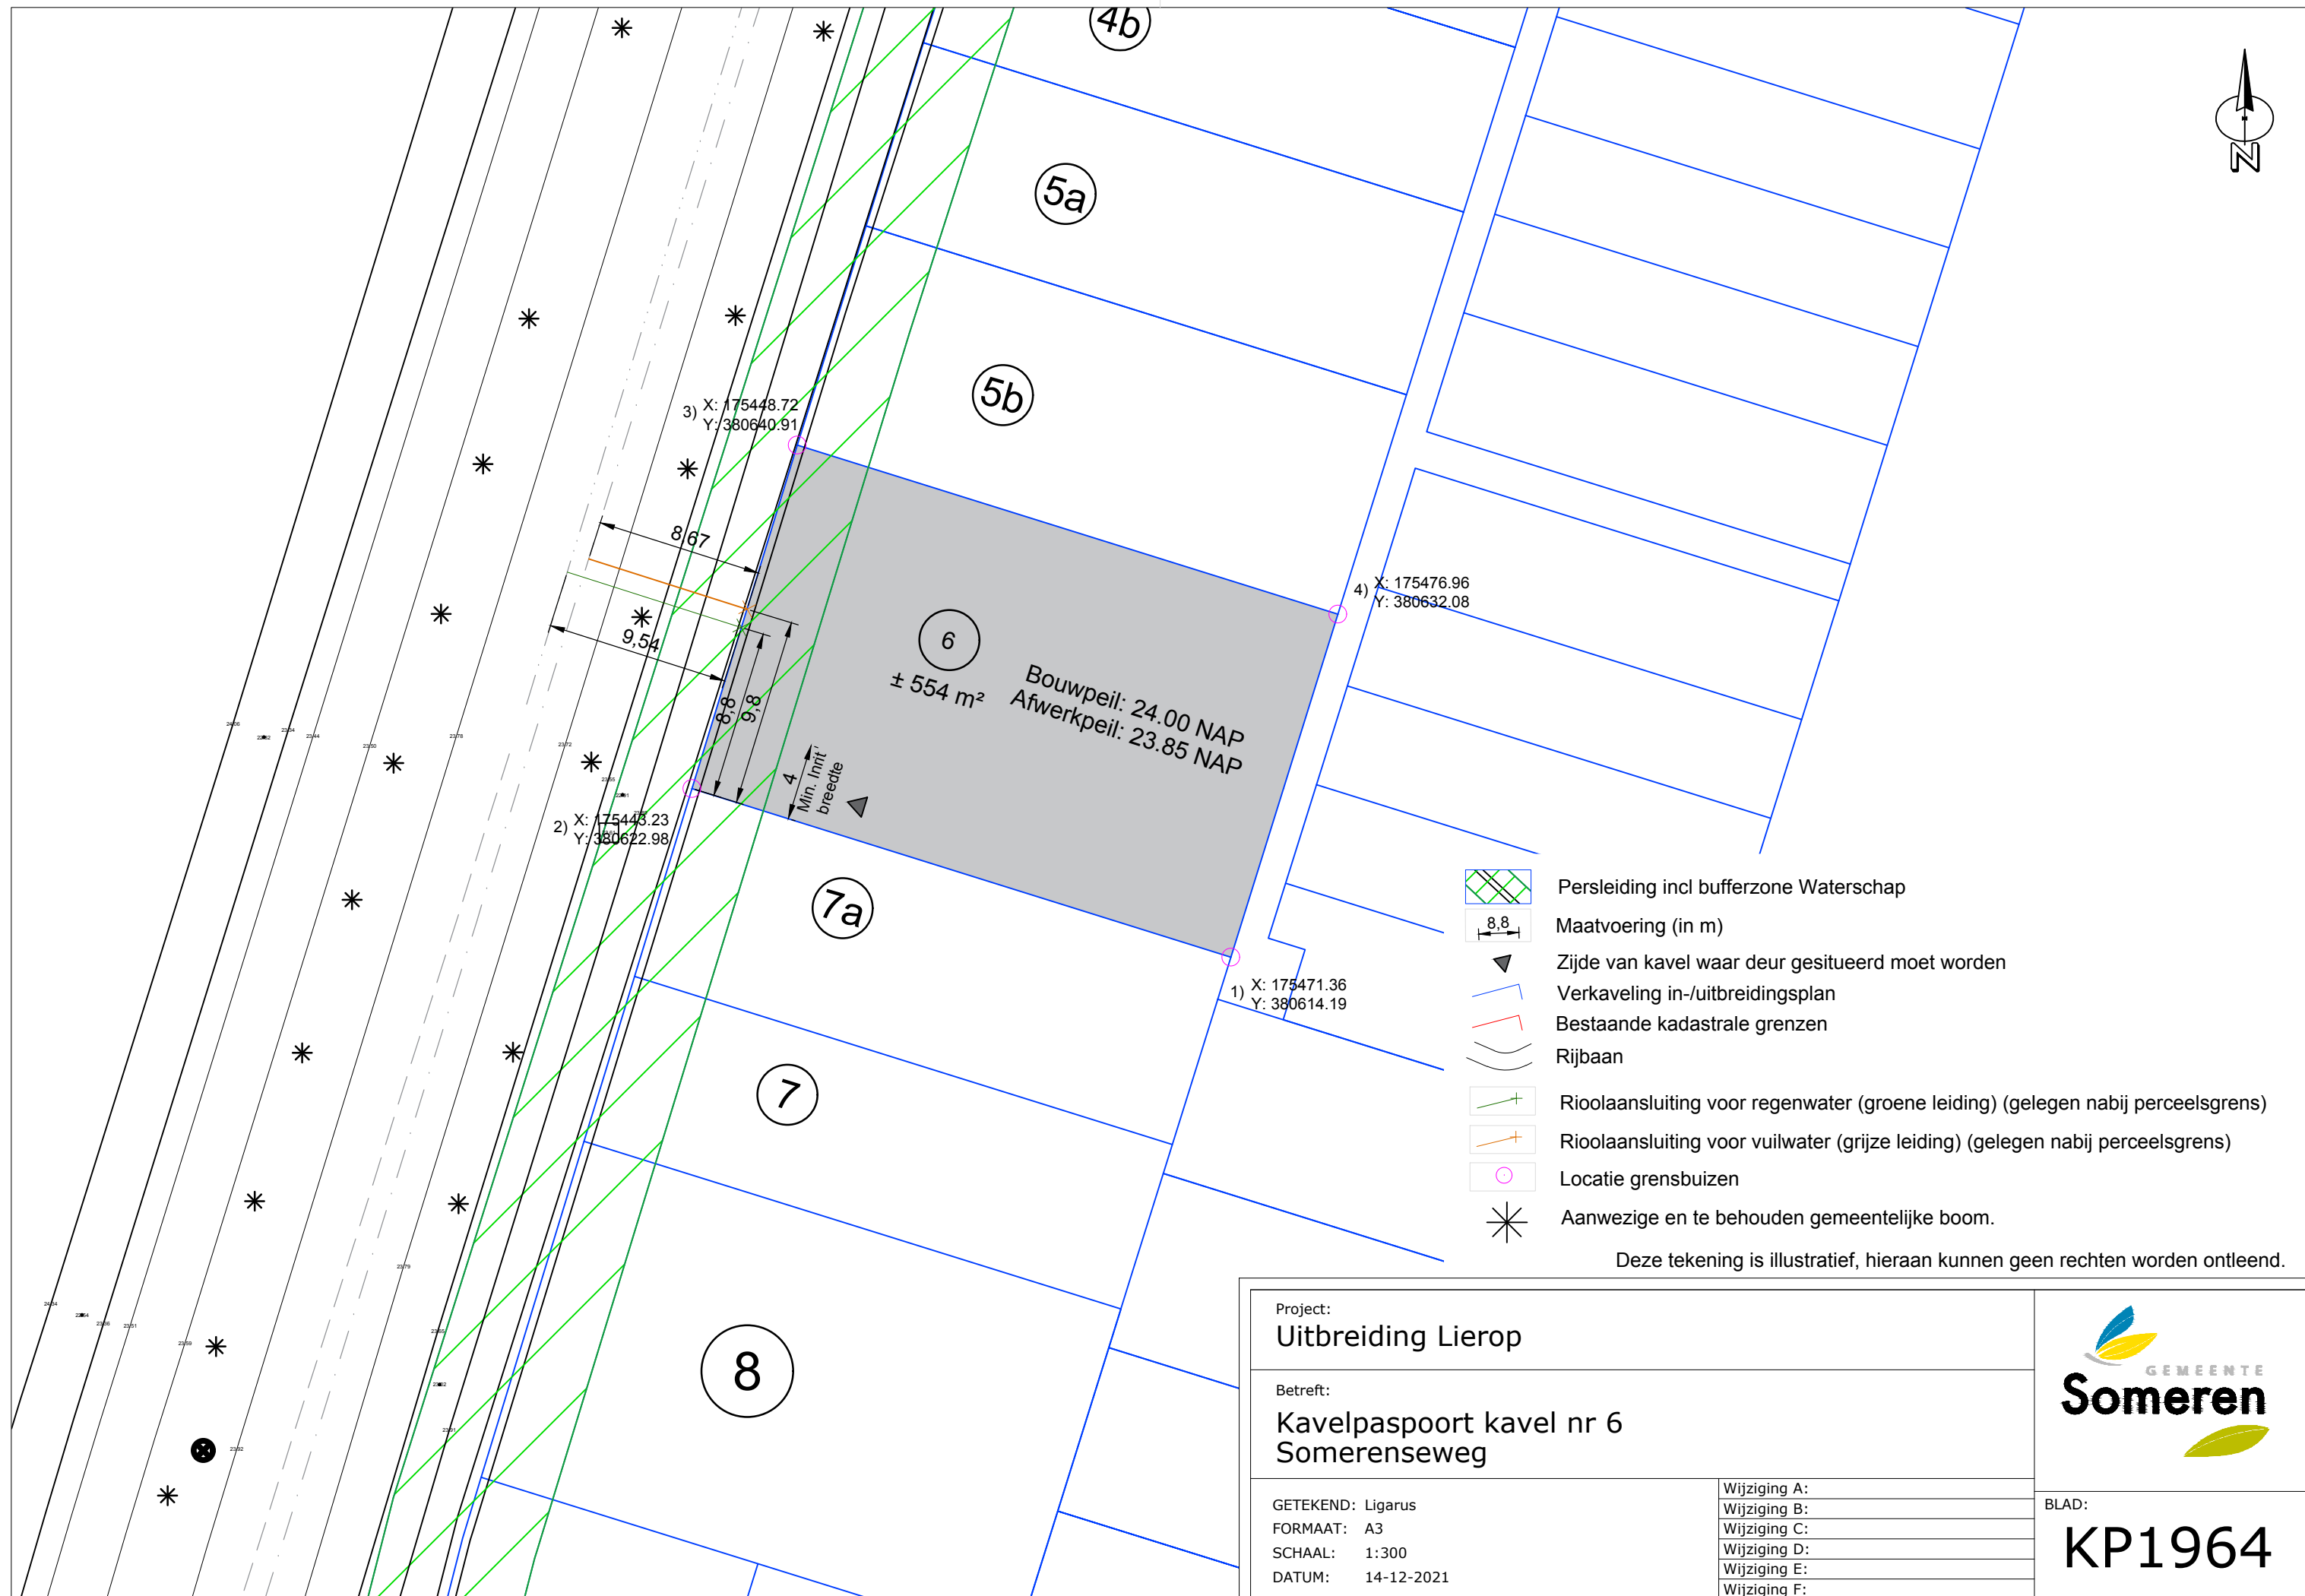 4b
5a
5b
3) X: 175448.72
Y: 380640.91
8,67
9,54
4) X: 175476.96
Y: 380632.08
6
± 554 m²
Bouwpeil: 24.00 NAP
Afwerkpeil: 23.85 NAP
8,8
9,8
4
Min. Inrit'
breedte
2) X: 175443.23
Y: 380622.98
7a
1) X: 175471.36
Y: 380614.19
7
8
N
Persleiding incl bufferzone Waterschap
8,8
Maatvoering (in m)
Zijde van kavel waar deur gesitueerd moet worden
Verkaveling in-/uitbreidingsplan
Bestaande kadastrale grenzen
Rijbaan
Rioolaansluiting voor regenwater (groene leiding) (gelegen nabij perceelsgrens)
Rioolaansluiting voor vuilwater (grijze leiding) (gelegen nabij perceelsgrens)
Locatie grensbuizen
Aanwezige en te behouden gemeentelijke boom.
Deze tekening is illustratief, hieraan kunnen geen rechten worden ontleend.
Project:
Uitbreiding Lierop
Betreft:
Kavelpaspoort kavel nr 6
Somerenseweg
GETEKEND: Ligarus
FORMAAT: A3
SCHAAL: 1:300
DATUM: 14-12-2021
Wijziging A:
Wijziging B:
Wijziging C:
Wijziging D:
Wijziging E:
Wijziging F:
GEMEENTE
Someren
BLAD:
KP1964